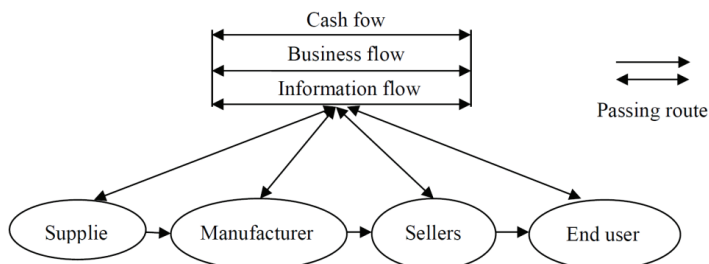 Cash fow
Business flow
Information flow
Passing route
Supplie
Manufacturer
Sellers
End user